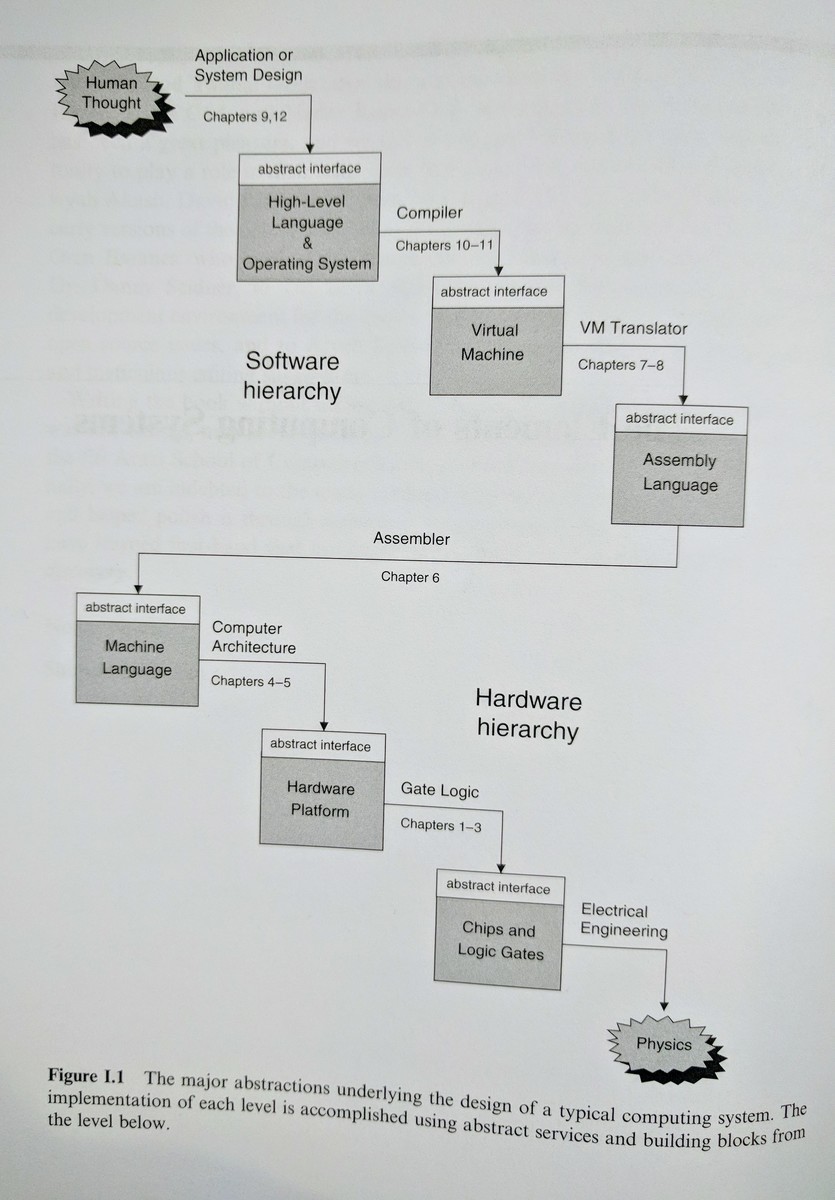 Human
Thought
Application or
System Design
Chapters 9,12
abstract interface
High-Level
Language
&
Operating System
Compiler
Chapters 10–11
abstract interface
Virtual
Machine
VM Translator
Chapters 7–8
abstract interface
Assembly
Language
Software
hierarchy
Assembler
Chapter 6
abstract interface
Machine
Language
Computer
Architecture
Chapters 4–5
abstract interface
Hardware
Platform
Hardware
hierarchy
Gate Logic
Chapters 1–3
abstract interface
Chips and
Logic Gates
Electrical
Engineering
Physics
Figure I.1 The major abstractions underlying the design of a typical computing system. The
implementation of each level is accomplished using abstract services and building blocks from
the level below.